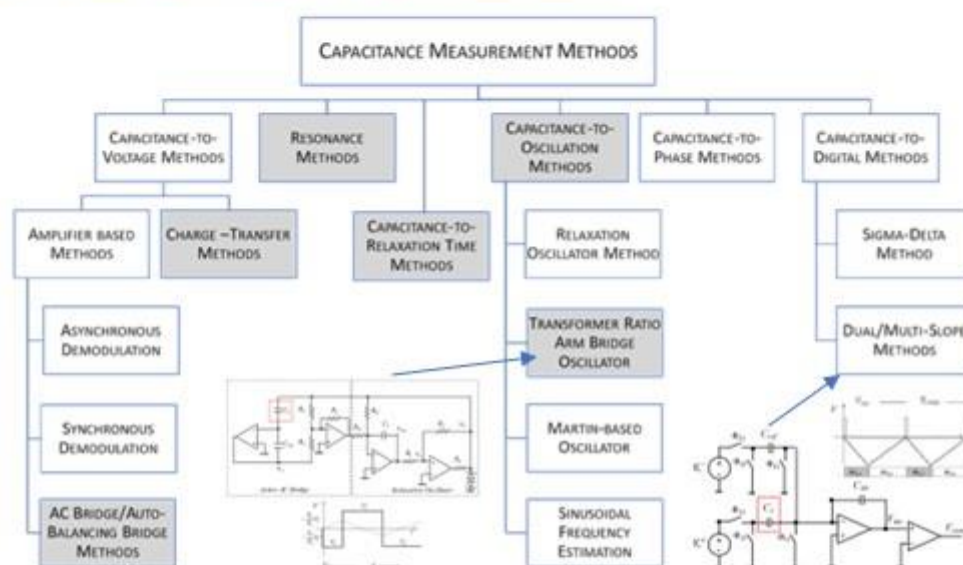 CAPACITANCE MEASUREMENT METHODS
CAPACITANCE-TO-
VOLTAGE METHODS
RESONANCE
METHODS
CAPACITANCE-TO-
OSCILLATION
METHODS
CAPACITANCE-TO-
PHASE METHODS
CAPACITANCE-TO-
DIGITAL METHODS
AMPLIFIER BASED
METHODS
CHARGE –TRANSFER
METHODS
CAPACITANCE-TO-
RELAXATION TIME
METHODS
RELAXATION
OSCILLATOR METHOD
SIGMA-DELTA
METHOD
ASYNCHRONOUS
DEMODULATION
TRANSFORMER RATIO
ARM BRIDGE
OSCILLATOR
DUAL/MULTI-SLOPE
METHODS
SYNCHRONOUS
DEMODULATION
MARTIN-BASED
OSCILLATOR
AC BRIDGE/AUTO-
BALANCING BRIDGE
METHODS
SINUSOIDAL
FREQUENCY
ESTIMATION